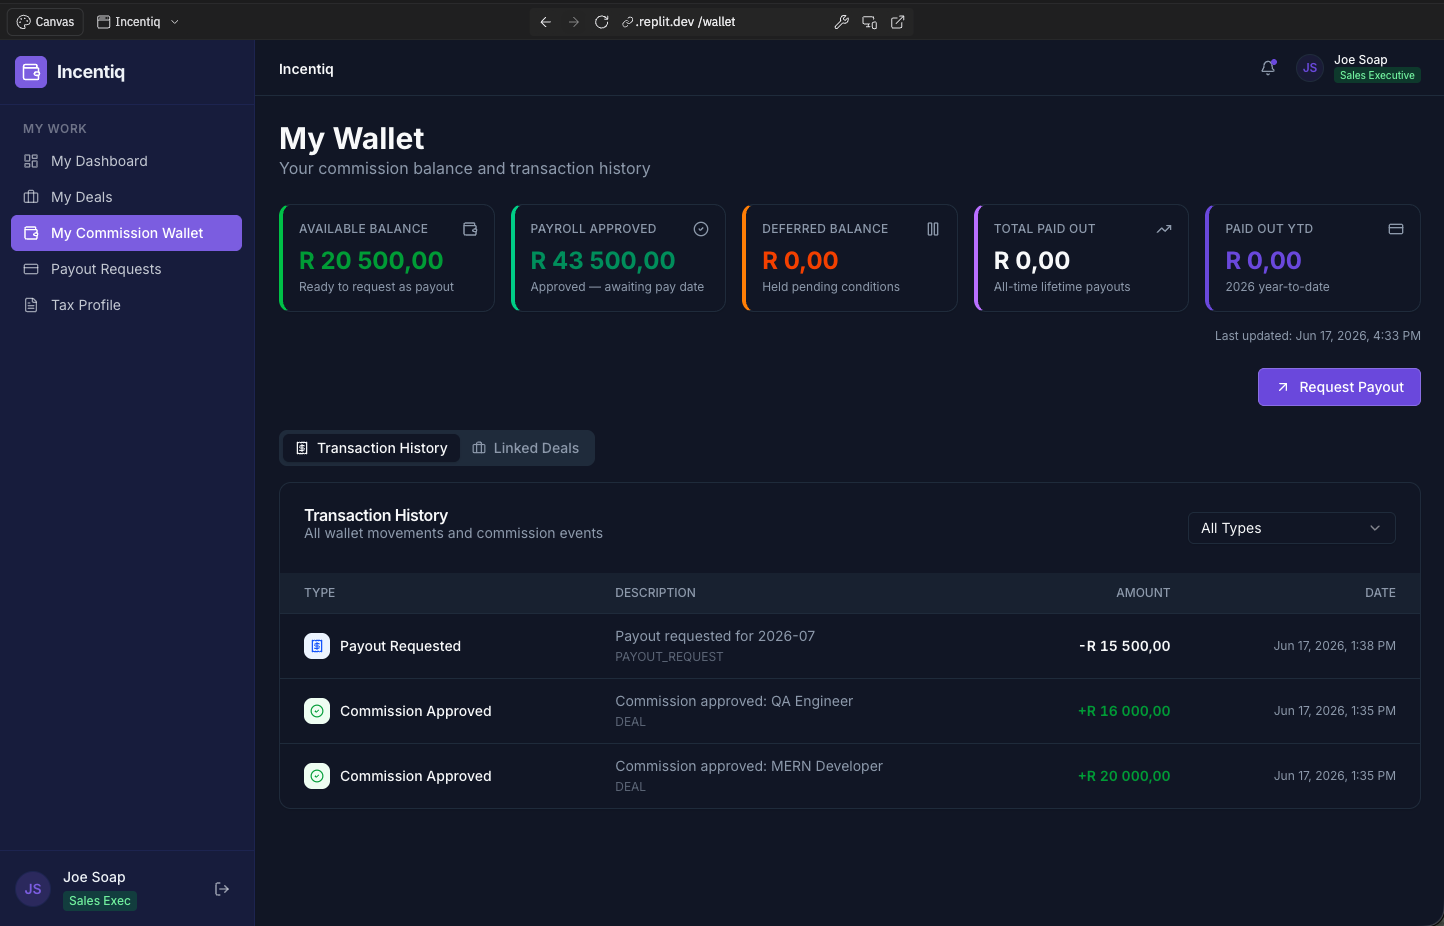 Canvas
Incentiq
.replit.dev /wallet
Incentiq
Incentiq
JS
Joe Soap
Sales Executive
MY WORK
My Dashboard
My Deals
My Commission Wallet
Payout Requests
Tax Profile
My Wallet
Your commission balance and transaction history
AVAILABLE BALANCE
R 20 500,00
Ready to request as payout
PAYROLL APPROVED
R 43 500,00
Approved — awaiting pay date
DEFERRED BALANCE
R 0,00
Held pending conditions
TOTAL PAID OUT
R 0,00
All-time lifetime payouts
PAID OUT YTD
R 0,00
2026 year-to-date
Last updated: Jun 17, 2026, 4:33 PM
Request Payout
Transaction History
Linked Deals
Transaction History
All wallet movements and commission events
All Types
TYPE DESCRIPTION AMOUNT DATE
Payout Requested
Payout requested for 2026-07
PAYOUT_REQUEST
-R 15 500,00
Jun 17, 2026, 1:38 PM
Commission Approved
Commission approved: QA Engineer
DEAL
+R 16 000,00
Jun 17, 2026, 1:35 PM
Commission Approved
Commission approved: MERN Developer
DEAL
+R 20 000,00
Jun 17, 2026, 1:35 PM
JS
Joe Soap
Sales Exec